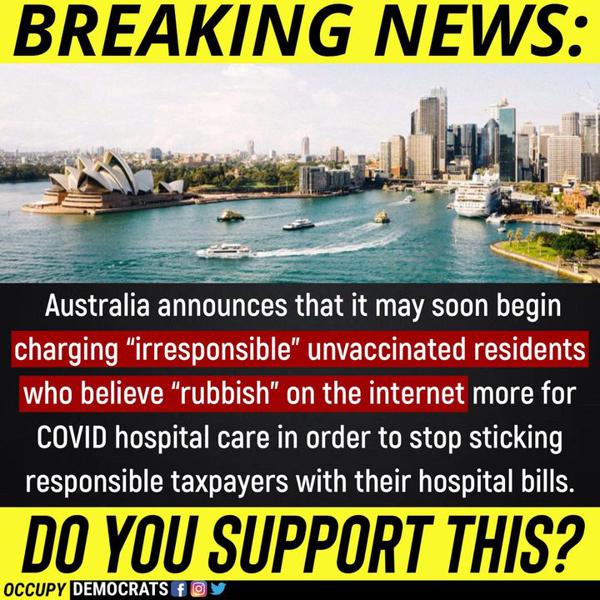 BREAKING NEWS:
Australia announces that it may soon begin
charging “irresponsible” unvaccinated residents
who believe “rubbish” on the internet more for
COVID hospital care in order to stop sticking
responsible taxpayers with their hospital bills.
DO YOU SUPPORT THIS?
OCCUPY DEMOCRATS